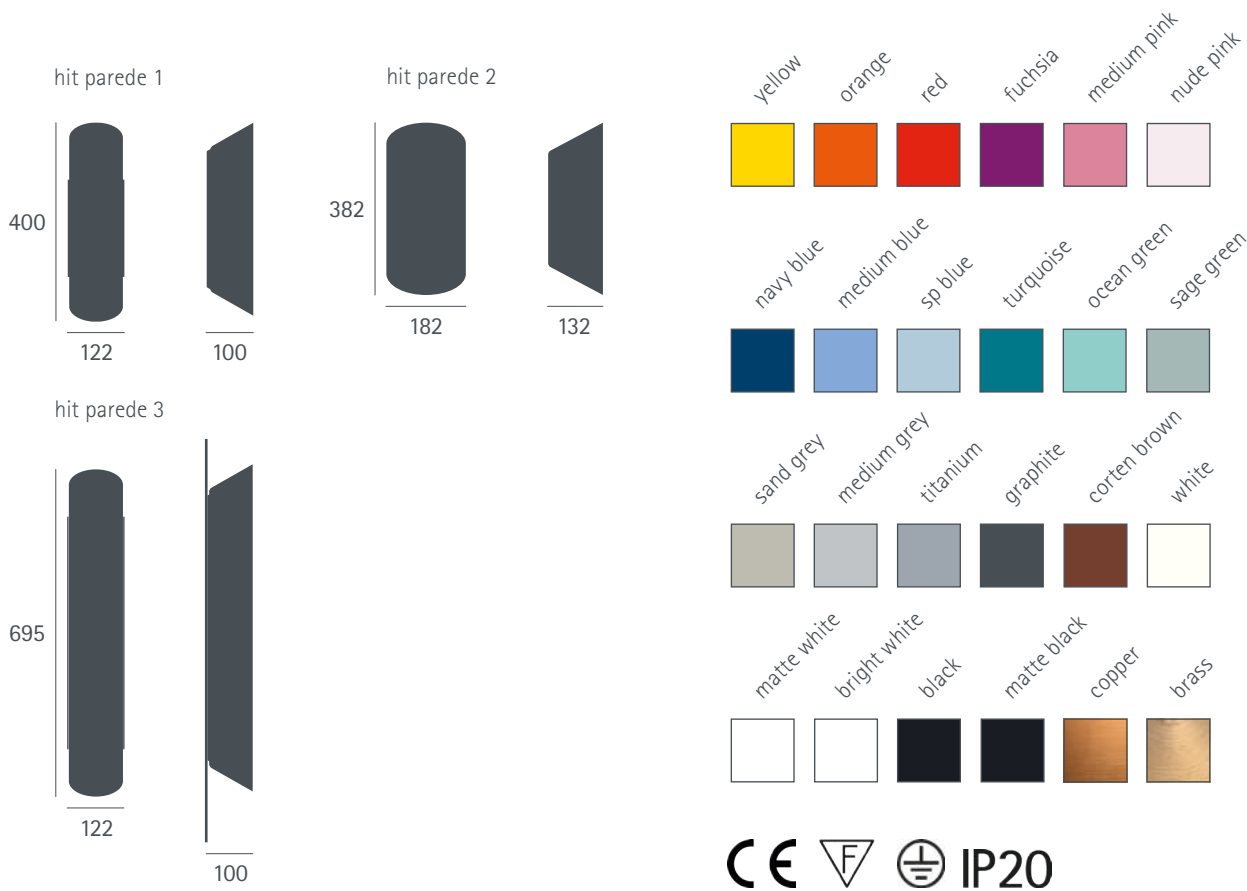 hit parede 1
400
122
100
hit parede 2
382
182
132
hit parede 3
695
122
100
yellow
orange
red
fuchsia
medium pink
nude pink
navy blue
medium blue
sp blue
turquoise
ocean green
sage green
sand grey
medium grey
titanium
graphite
corten brown
white
matte white
bright white
black
matte black
copper
brass
CE F IP20